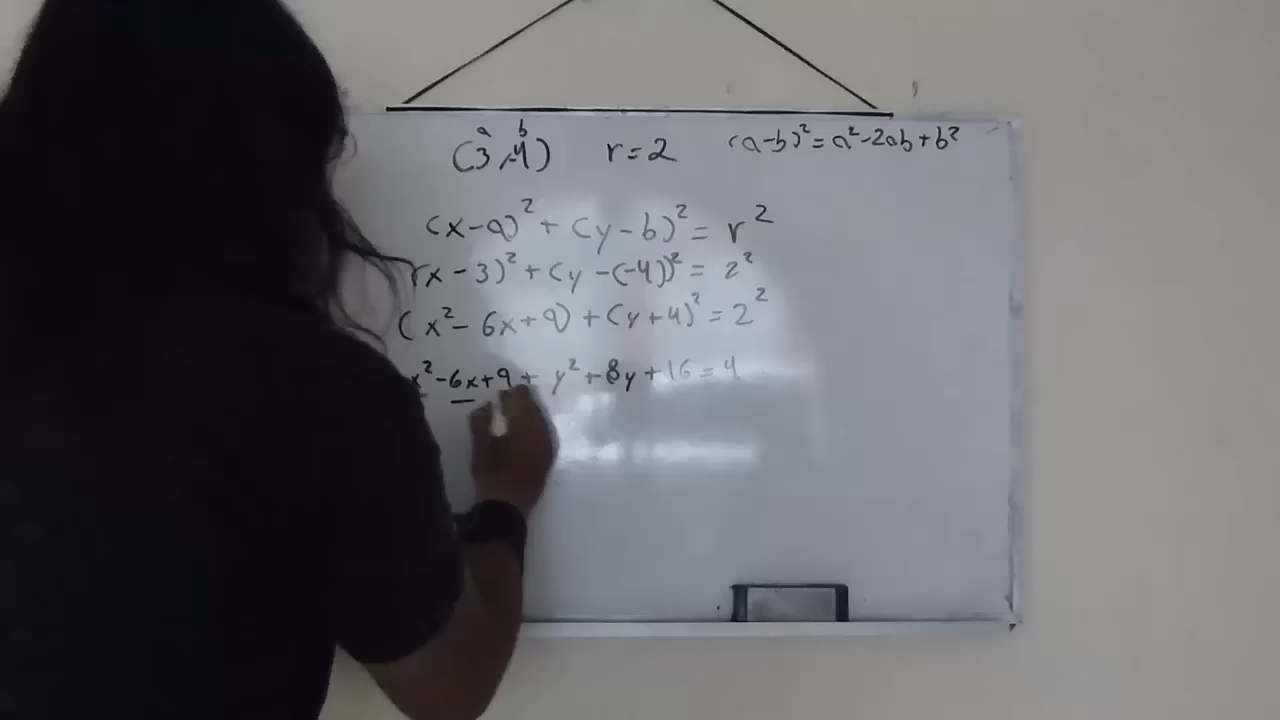 a b
(3,-4) r=2 (a-b)²=a²-2ab+b²
(x-a)²+(y-b)²=r²
(x-3)²+(y-(-4))²=2²
(x²-6x+9)+(y+4)²=2²
x²-6x+9+y²+8y+16=4